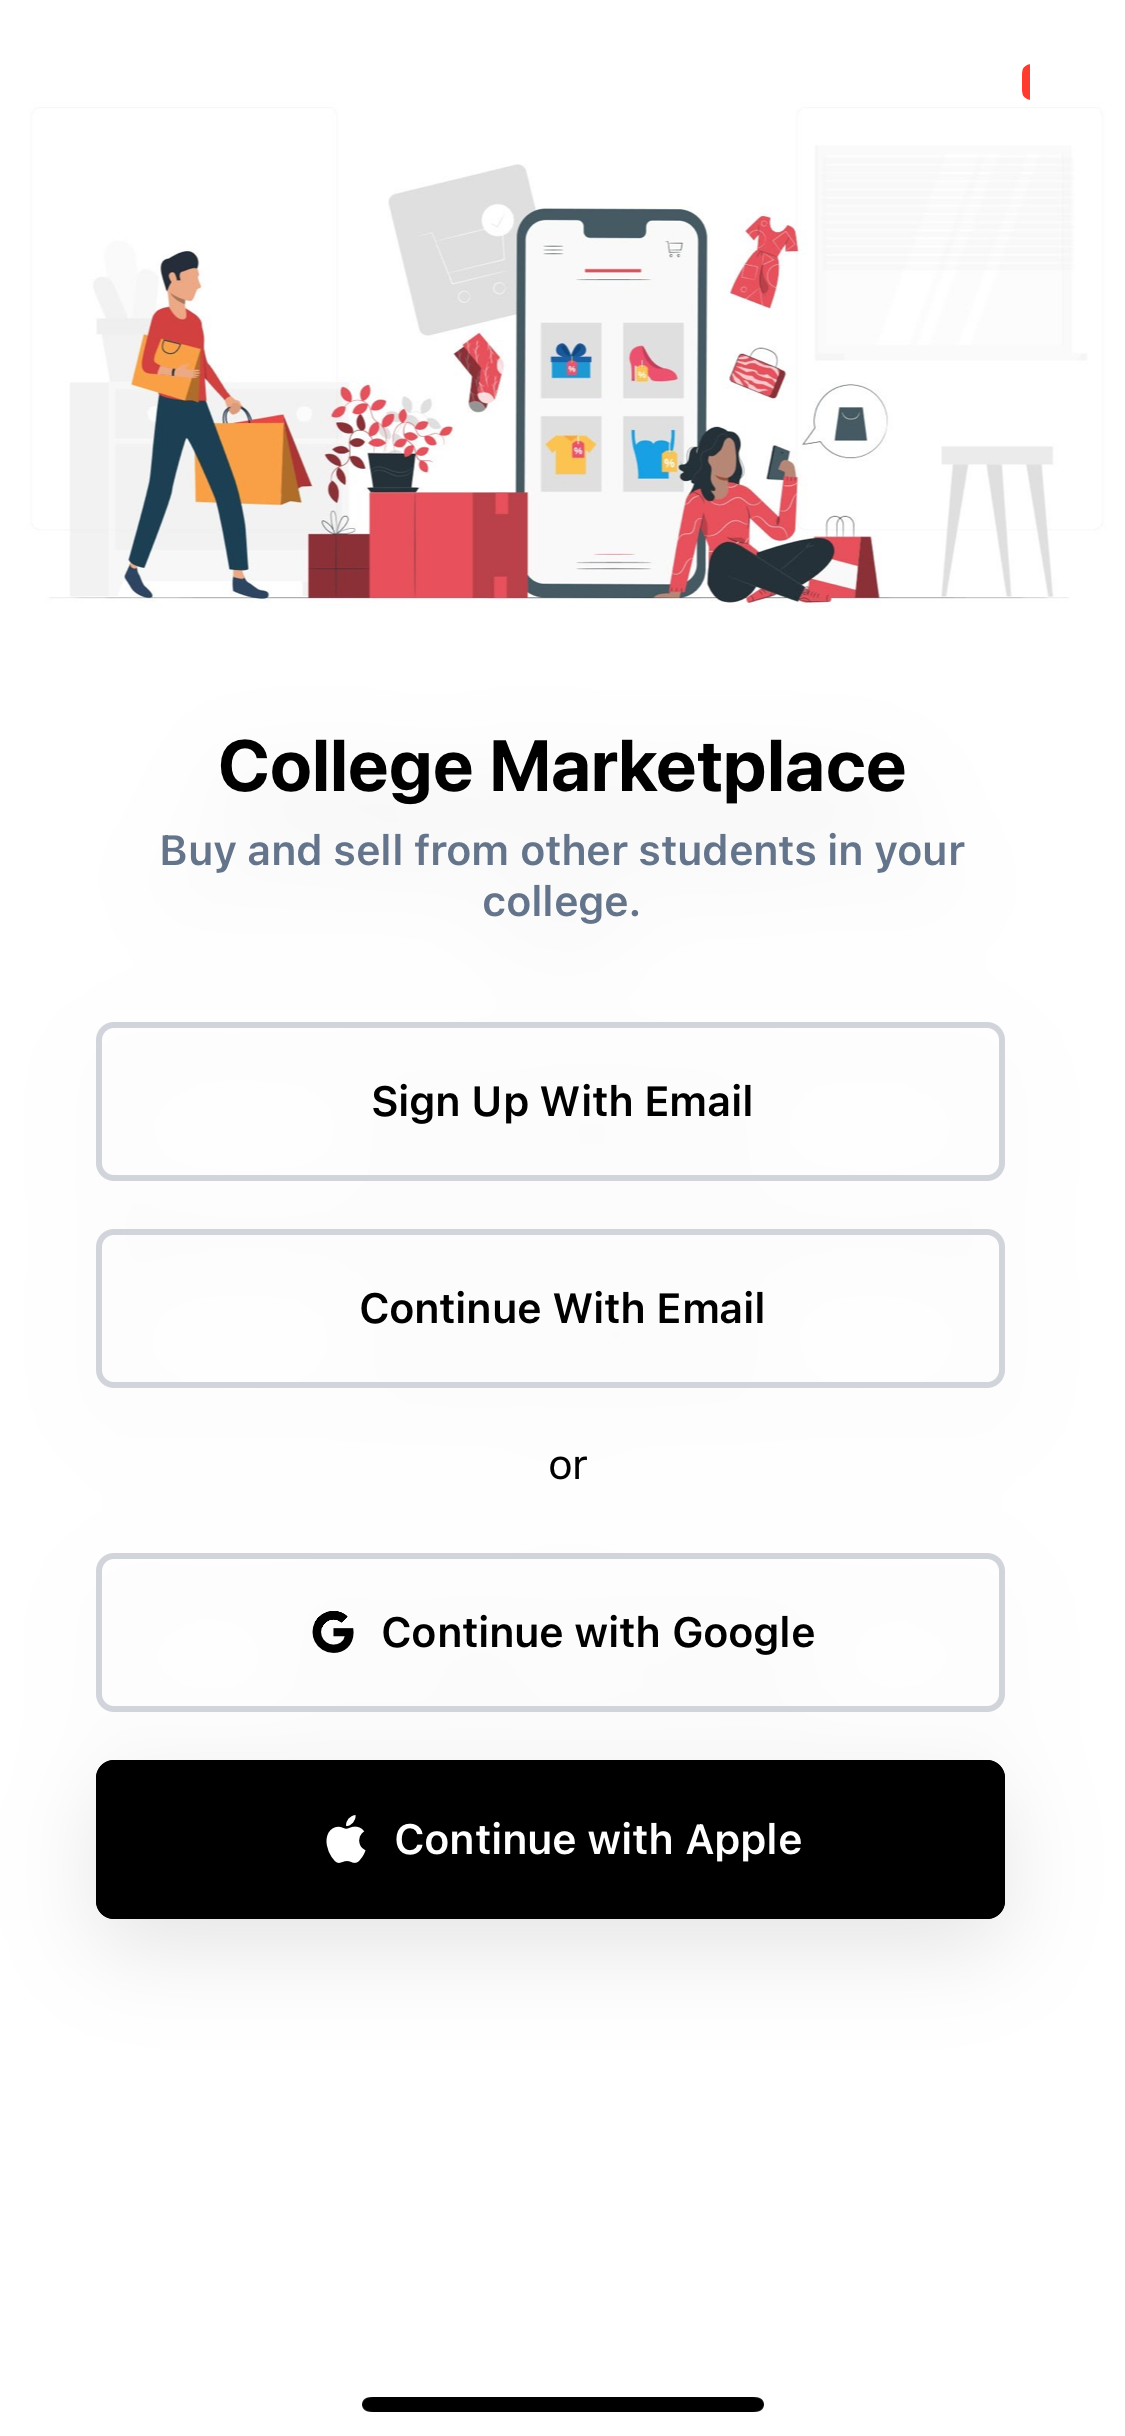 College Marketplace
Buy and sell from other students in your
college.
Sign Up With Email
Continue With Email
or
Continue with Google
Continue with Apple